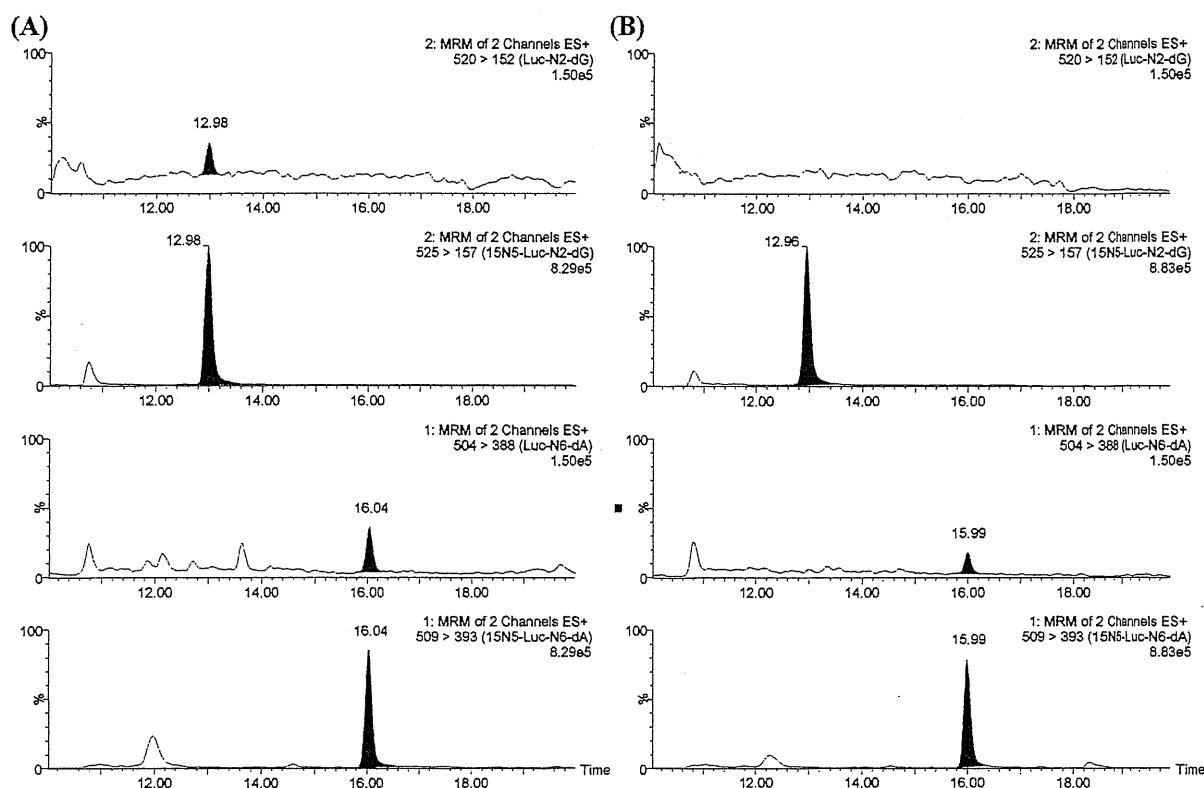 (A)
2: MRM of 2 Channels ES+
520 > 152 (Luc-N2-dG)
1.50e5
100
%
0
12.98
12.00 14.00 16.00 18.00
2: MRM of 2 Channels ES+
525 > 157 (15N5-Luc-N2-dG)
8.29e5
100
%
0
12.98
12.00 14.00 16.00 18.00
1: MRM of 2 Channels ES+
504 > 388 (Luc-N6-dA)
1.50e5
100
%
0
16.04
12.00 14.00 16.00 18.00
1: MRM of 2 Channels ES+
509 > 393 (15N5-Luc-N6-dA)
8.29e5
100
%
0
16.04
12.00 14.00 16.00 18.00
Time
(B)
2: MRM of 2 Channels ES+
520 > 152 (Luc-N2-dG)
1.50e5
100
%
0
12.00 14.00 16.00 18.00
2: MRM of 2 Channels ES+
525 > 157 (15N5-Luc-N2-dG)
8.83e5
100
%
0
12.96
12.00 14.00 16.00 18.00
1: MRM of 2 Channels ES+
504 > 388 (Luc-N6-dA)
1.50e5
100
%
0
15.99
12.00 14.00 16.00 18.00
1: MRM of 2 Channels ES+
509 > 393 (15N5-Luc-N6-dA)
8.83e5
100
%
0
15.99
12.00 14.00 16.00 18.00
Time